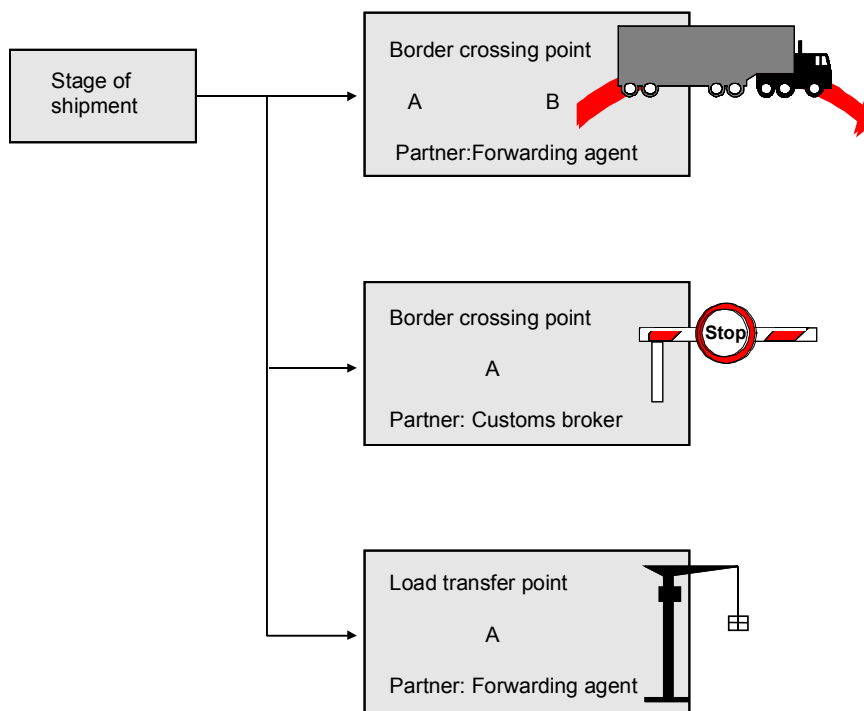 Stage of
shipment
Border crossing point
A B
Partner:Forwarding agent
Border crossing point
Stop
A
Partner: Customs broker
Load transfer point
A
Partner: Forwarding agent